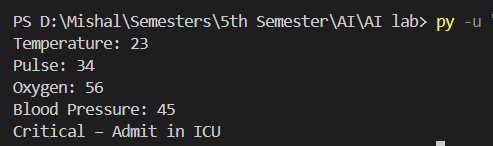 PS D:\Mishal\Semesters\5th Semester\AI\AI lab> py -u "
Temperature: 23
Pulse: 34
Oxygen: 56
Blood Pressure: 45
Critical – Admit in ICU